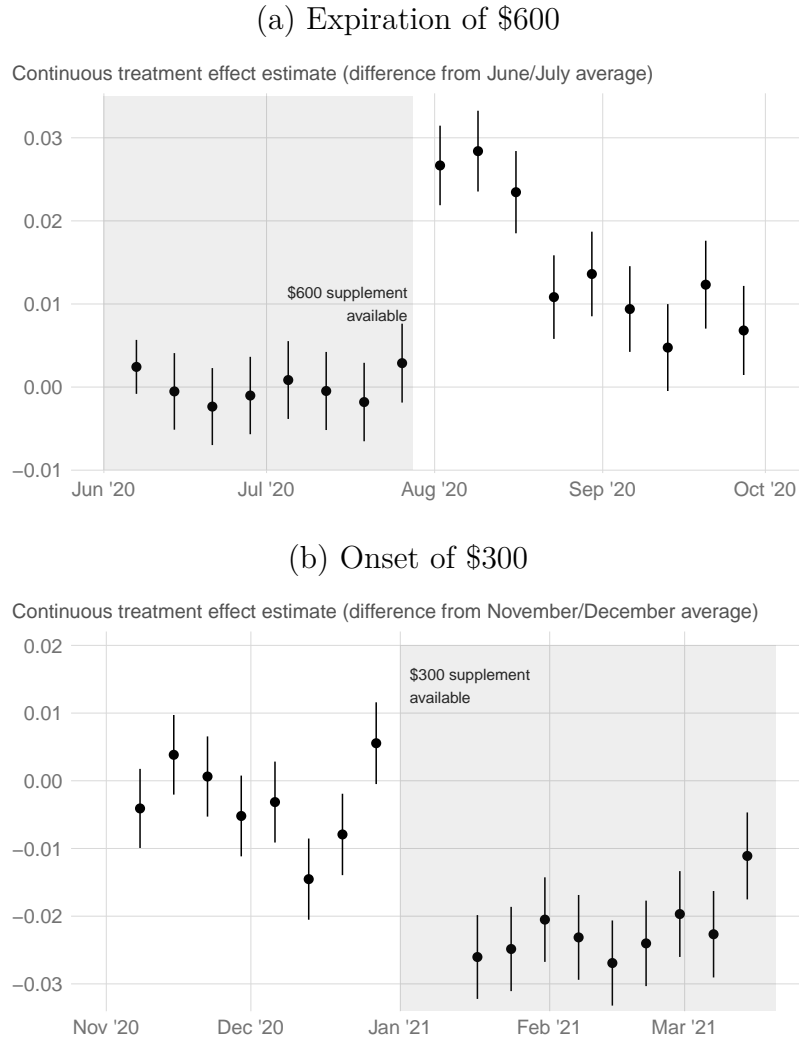 (a) Expiration of $600
Continuous treatment effect estimate (difference from June/July average)
0.03
0.02
0.01
0.00
−0.01
$600 supplement
available
Jun '20 Jul '20 Aug '20 Sep '20 Oct '20
(b) Onset of $300
Continuous treatment effect estimate (difference from November/December average)
0.02
0.01
0.00
−0.01
−0.02
−0.03
$300 supplement
available
Nov '20 Dec '20 Jan '21 Feb '21 Mar '21